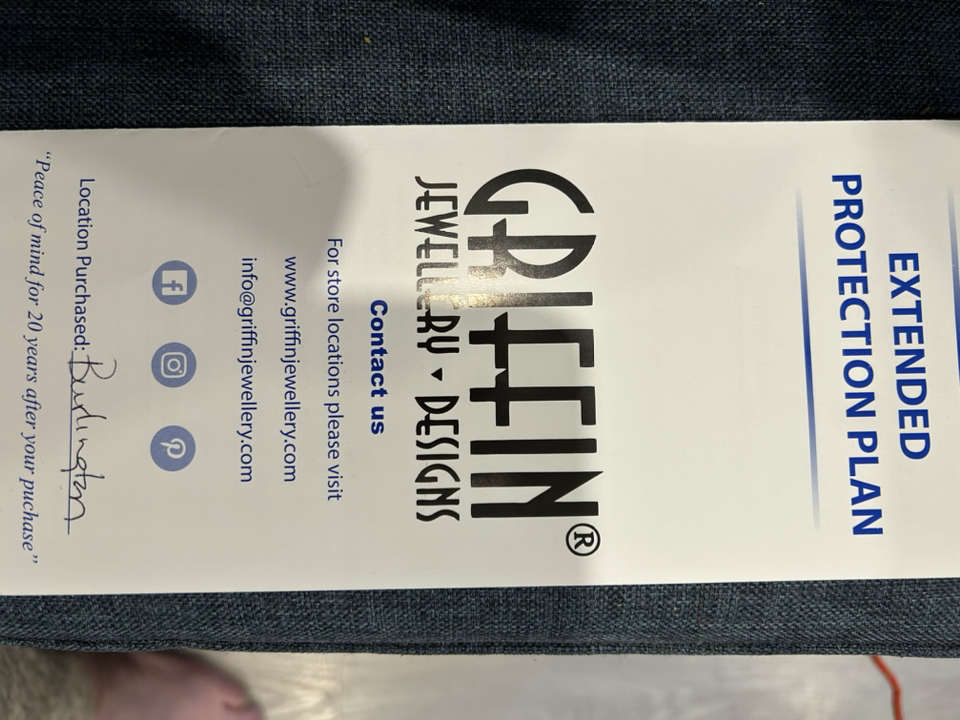 EXTENDED
PROTECTION PLAN
GRIFFIN®
JEWELLERY ▾ DESIGNS
Contact us
For store locations please visit
www.griffinjewellery.com
info@griffinjewellery.com
Location Purchased: Burlington
“Peace of mind for 20 years after your puchase”